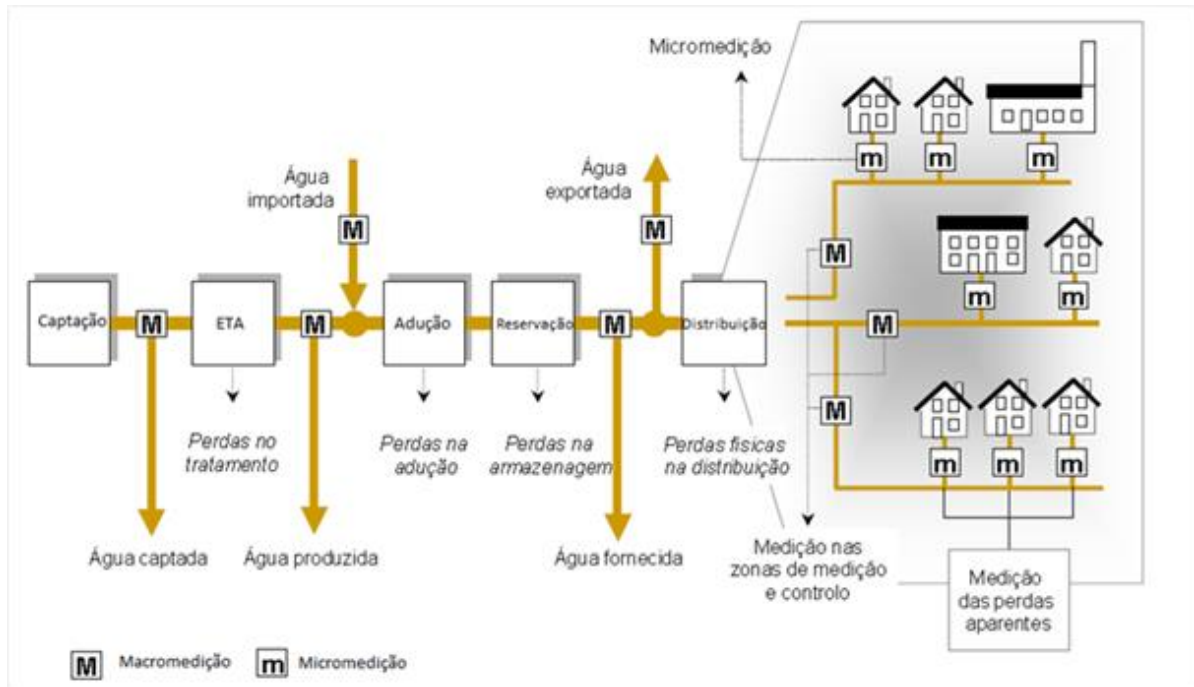 Micromedição
Água
importada
Água
exportada
M
M
m
m
m
M
m
m
Captação
M
ETA
M
Adução
Reservação
M
Distribuição
M
M
Perdas no
tratamento
Perdas na
adução
Perdas na
armazenagem
Perdas físicas
na distribuição
m
m
m
Água captada
Água produzida
Água fornecida
Medição nas
zonas de medição
e controlo
Medição
das perdas
aparentes
M Macromedição
m Micromedição